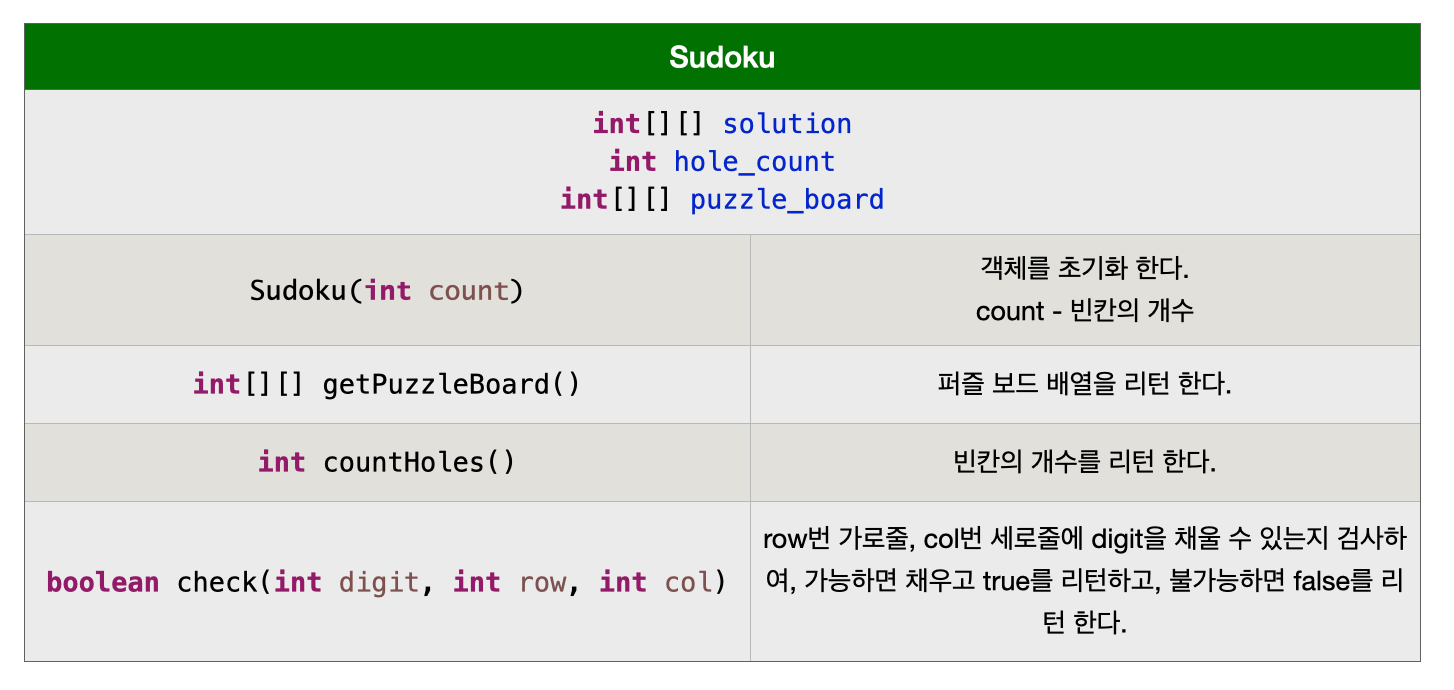 Sudoku
int[][] solution
int hole_count
int[][] puzzle_board
Sudoku(int count)
객체를 초기화 한다.
count - 빈칸의 개수
int[][] getPuzzleBoard()
퍼즐 보드 배열을 리턴 한다.
int countHoles()
빈칸의 개수를 리턴 한다.
boolean check(int digit, int row, int col)
row번 가로줄, col번 세로줄에 digit을 채울 수 있는지 검사하
여, 가능하면 채우고 true를 리턴하고, 불가능하면 false를 리
턴 한다.